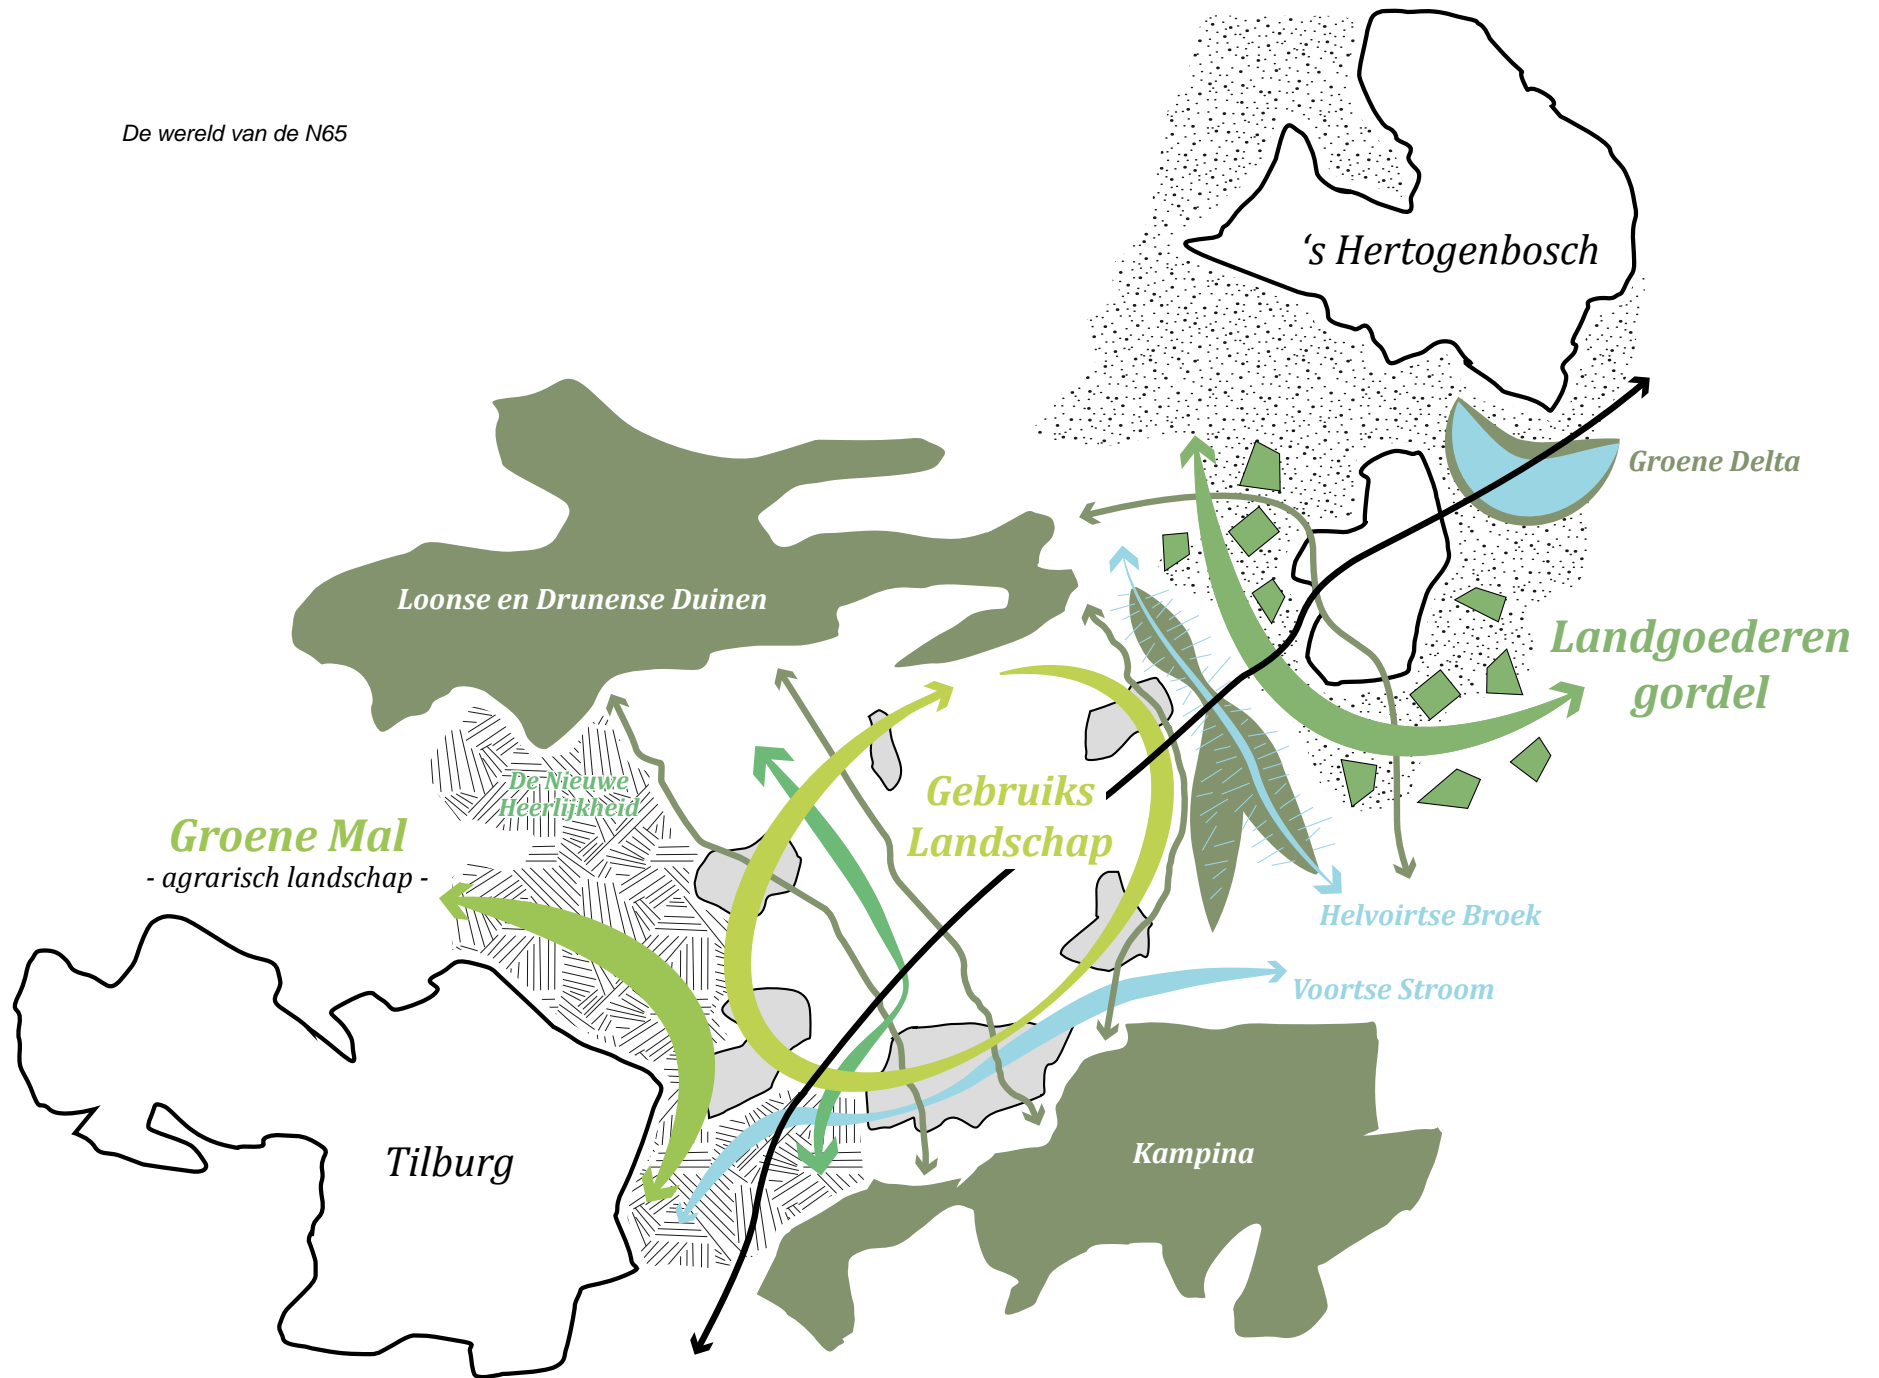 De wereld van de N65
‘s Hertogenbosch
Groene Delta
Loonse en Drunense Duinen
Landgoederen
gordel
De Nieuwe
Heerlijkheid
Gebruiks
Landschap
Groene Mal
- agrarisch landschap -
Helvoirtse Broek
Voortse Stroom
Tilburg
Kampina